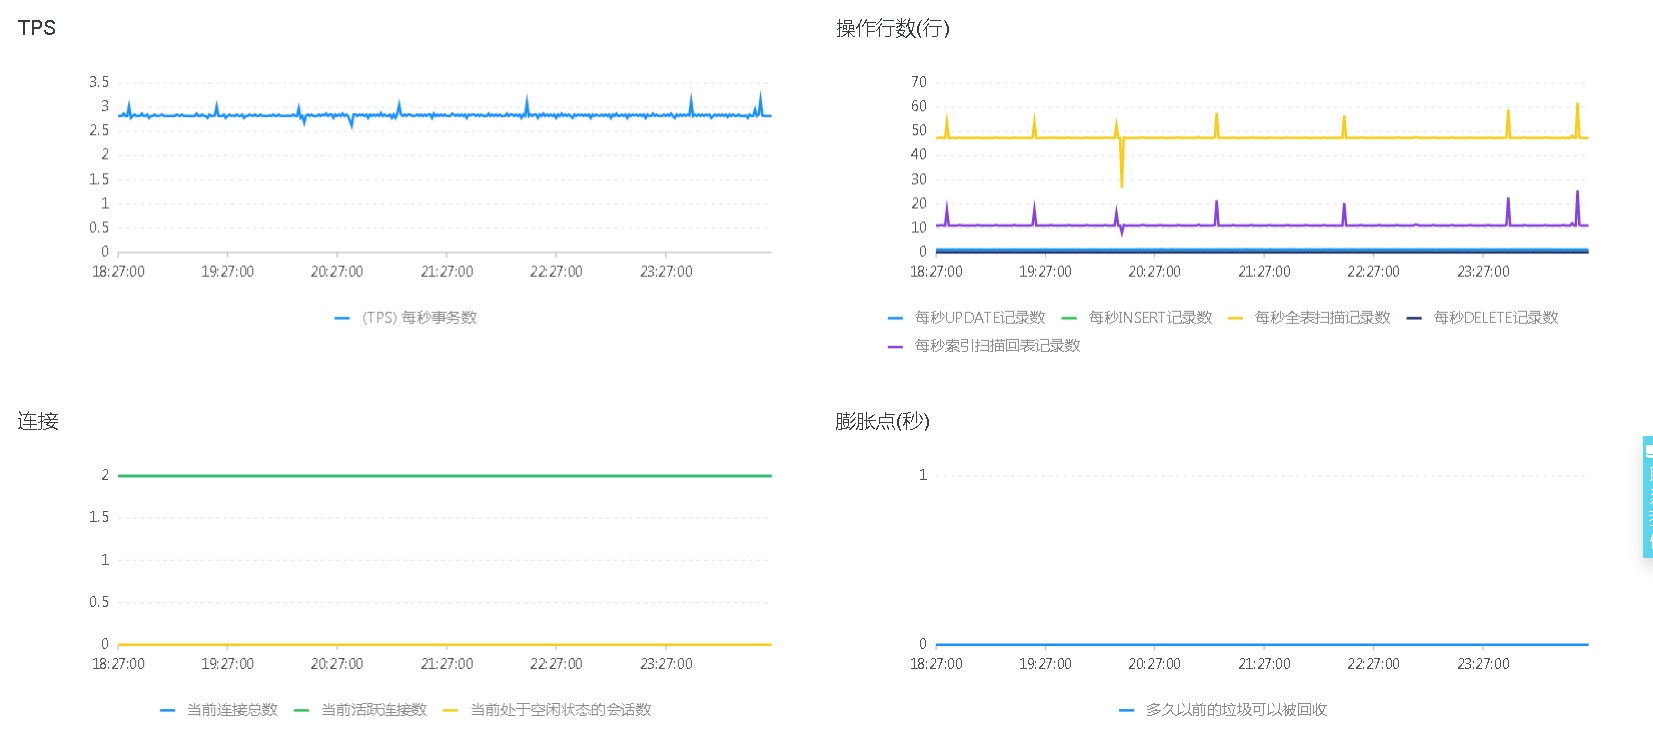 TPS
操作行数(行)
3.5
3
2.5
2
1.5
1
0.5
0
18:27:00 19:27:00 20:27:00 21:27:00 22:27:00 23:27:00
(TPS) 每秒事务数
70
60
50
40
30
20
10
0
18:27:00 19:27:00 20:27:00 21:27:00 22:27:00 23:27:00
每秒UPDATE记录数 每秒INSERT记录数 每秒全表扫描记录数 每秒DELETE记录数
每秒索引扫描回表记录数
连接
膨胀点(秒)
2
1.5
1
0.5
0
18:27:00 19:27:00 20:27:00 21:27:00 22:27:00 23:27:00
当前连接总数 当前活跃连接数 当前处于空闲状态的会话数
1
0
18:27:00 19:27:00 20:27:00 21:27:00 22:27:00 23:27:00
多久以前的垃圾可以被回收